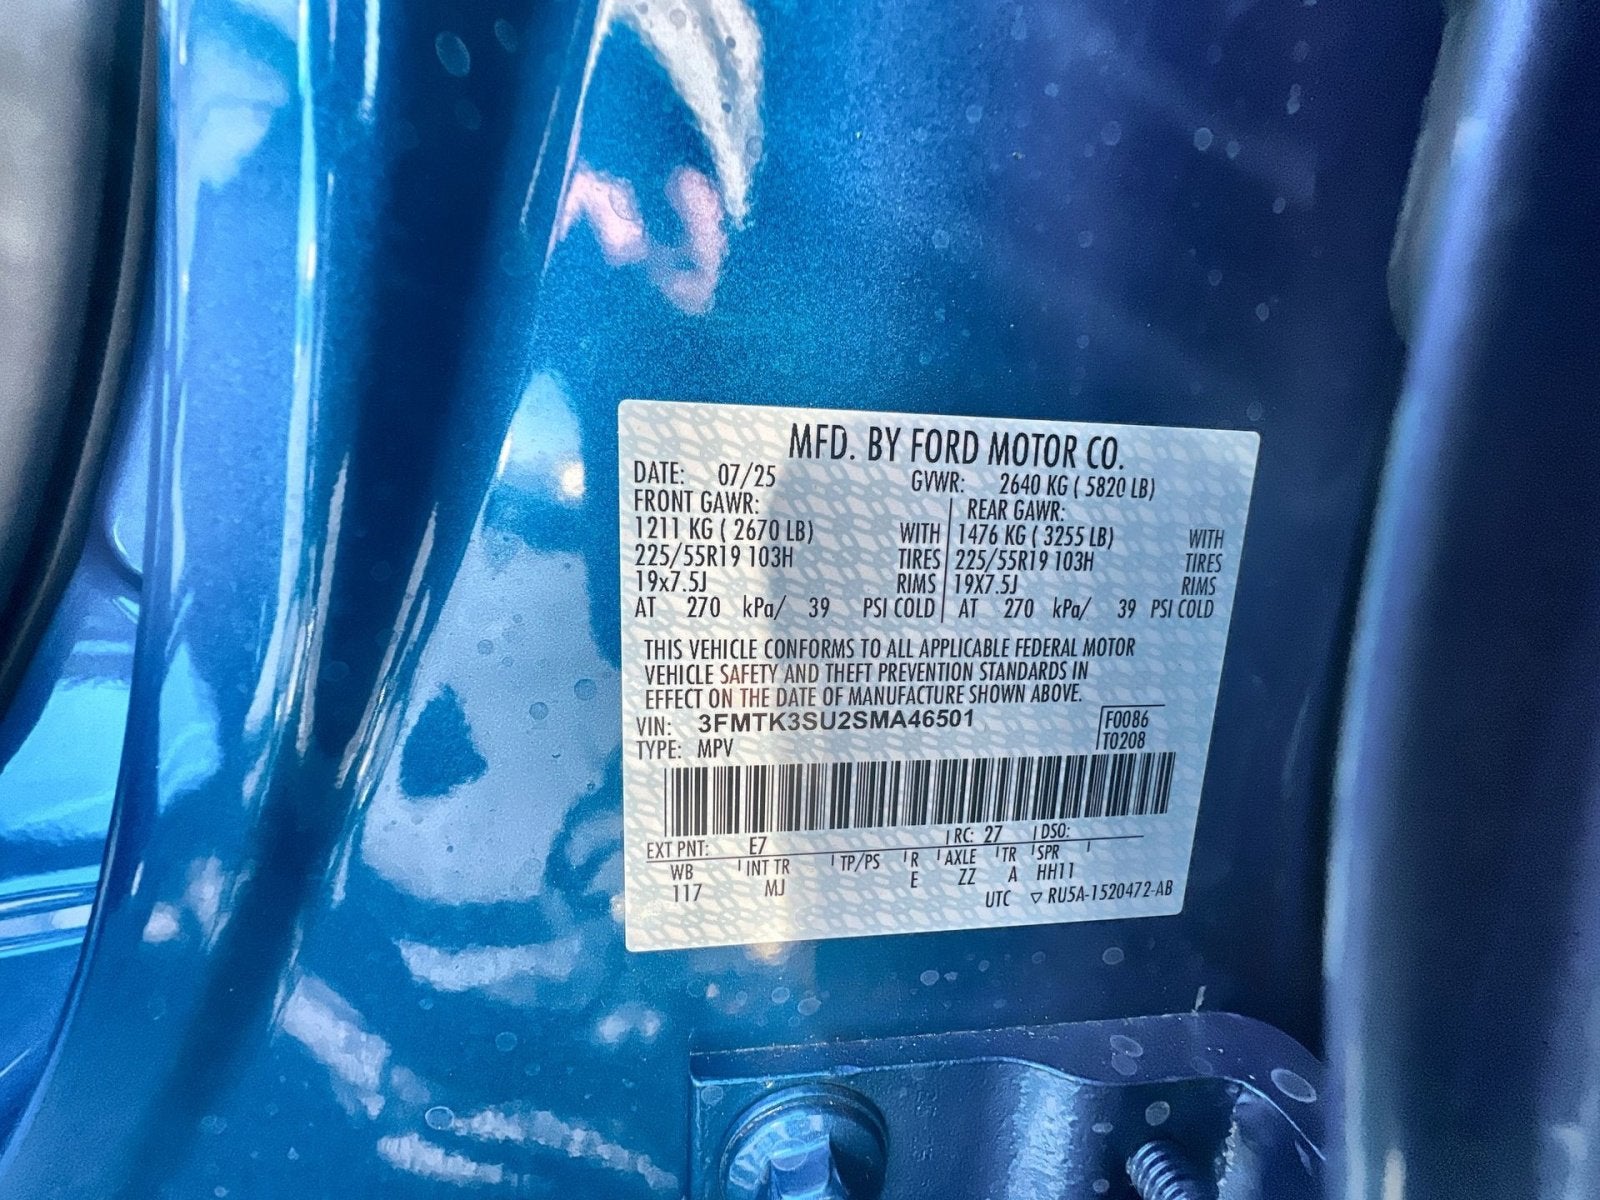 MFD. BY FORD MOTOR CO.
DATE: 07/25 GVWR: 2640 KG ( 5820 LB)
FRONT GAWR: REAR GAWR:
1211 KG ( 2670 LB) WITH 1476 KG ( 3255 LB) WITH
225/55R19 103H TIRES 225/55R19 103H TIRES
19x7.5J RIMS 19X7.5J RIMS
AT 270 kPa/ 39 PSI COLD AT 270 kPa/ 39 PSI COLD
THIS VEHICLE CONFORMS TO ALL APPLICABLE FEDERAL MOTOR
VEHICLE SAFETY AND THEFT PREVENTION STANDARDS IN
EFFECT ON THE DATE OF MANUFACTURE SHOWN ABOVE.
VIN: 3FMTK3SU2SMA46501 F0086
TYPE: MPV T0208
EXT PNT: E7 RC: 27 DSO:
WB INT TR TP/PS R AXLE TR SPR
117 MJ E ZZ A HH11
UTC ▽ RU5A-1520472-AB